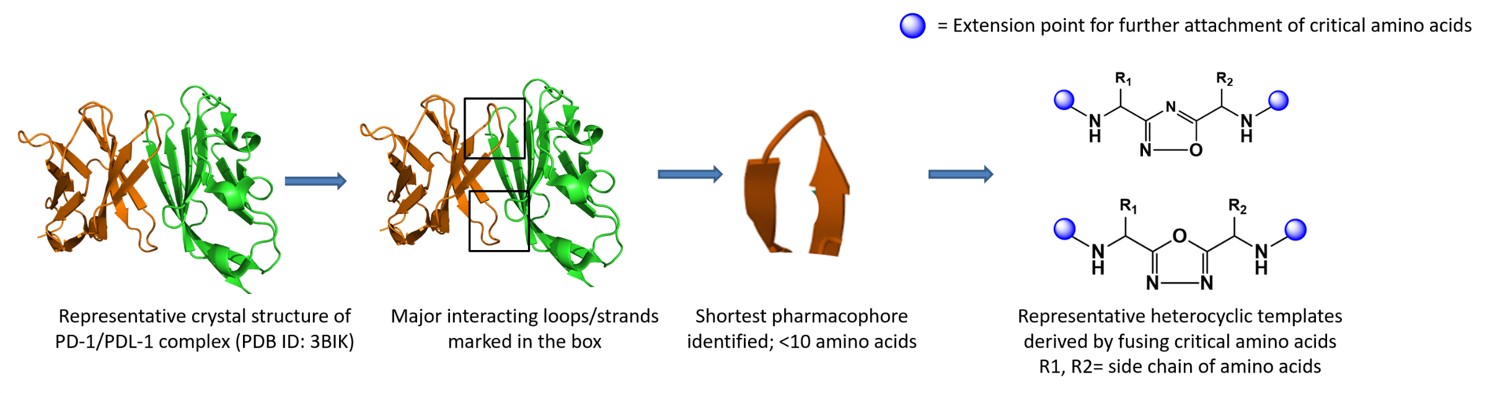 = Extension point for further attachment of critical amino acids
R1
R2
N
N
H
N
H
N
O
R1
R2
O
N
H
N
H
N
N
Representative crystal structure of
PD-1/PDL-1 complex (PDB ID: 3BIK)
Major interacting loops/strands
marked in the box
Shortest pharmacophore
identified; <10 amino acids
Representative heterocyclic templates
derived by fusing critical amino acids
R1, R2= side chain of amino acids